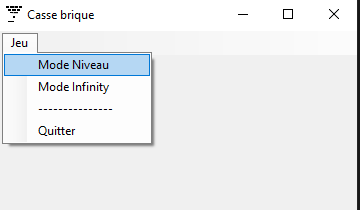 Casse brique
Jeu
Mode Niveau
Mode Infinity
---------------
Quitter